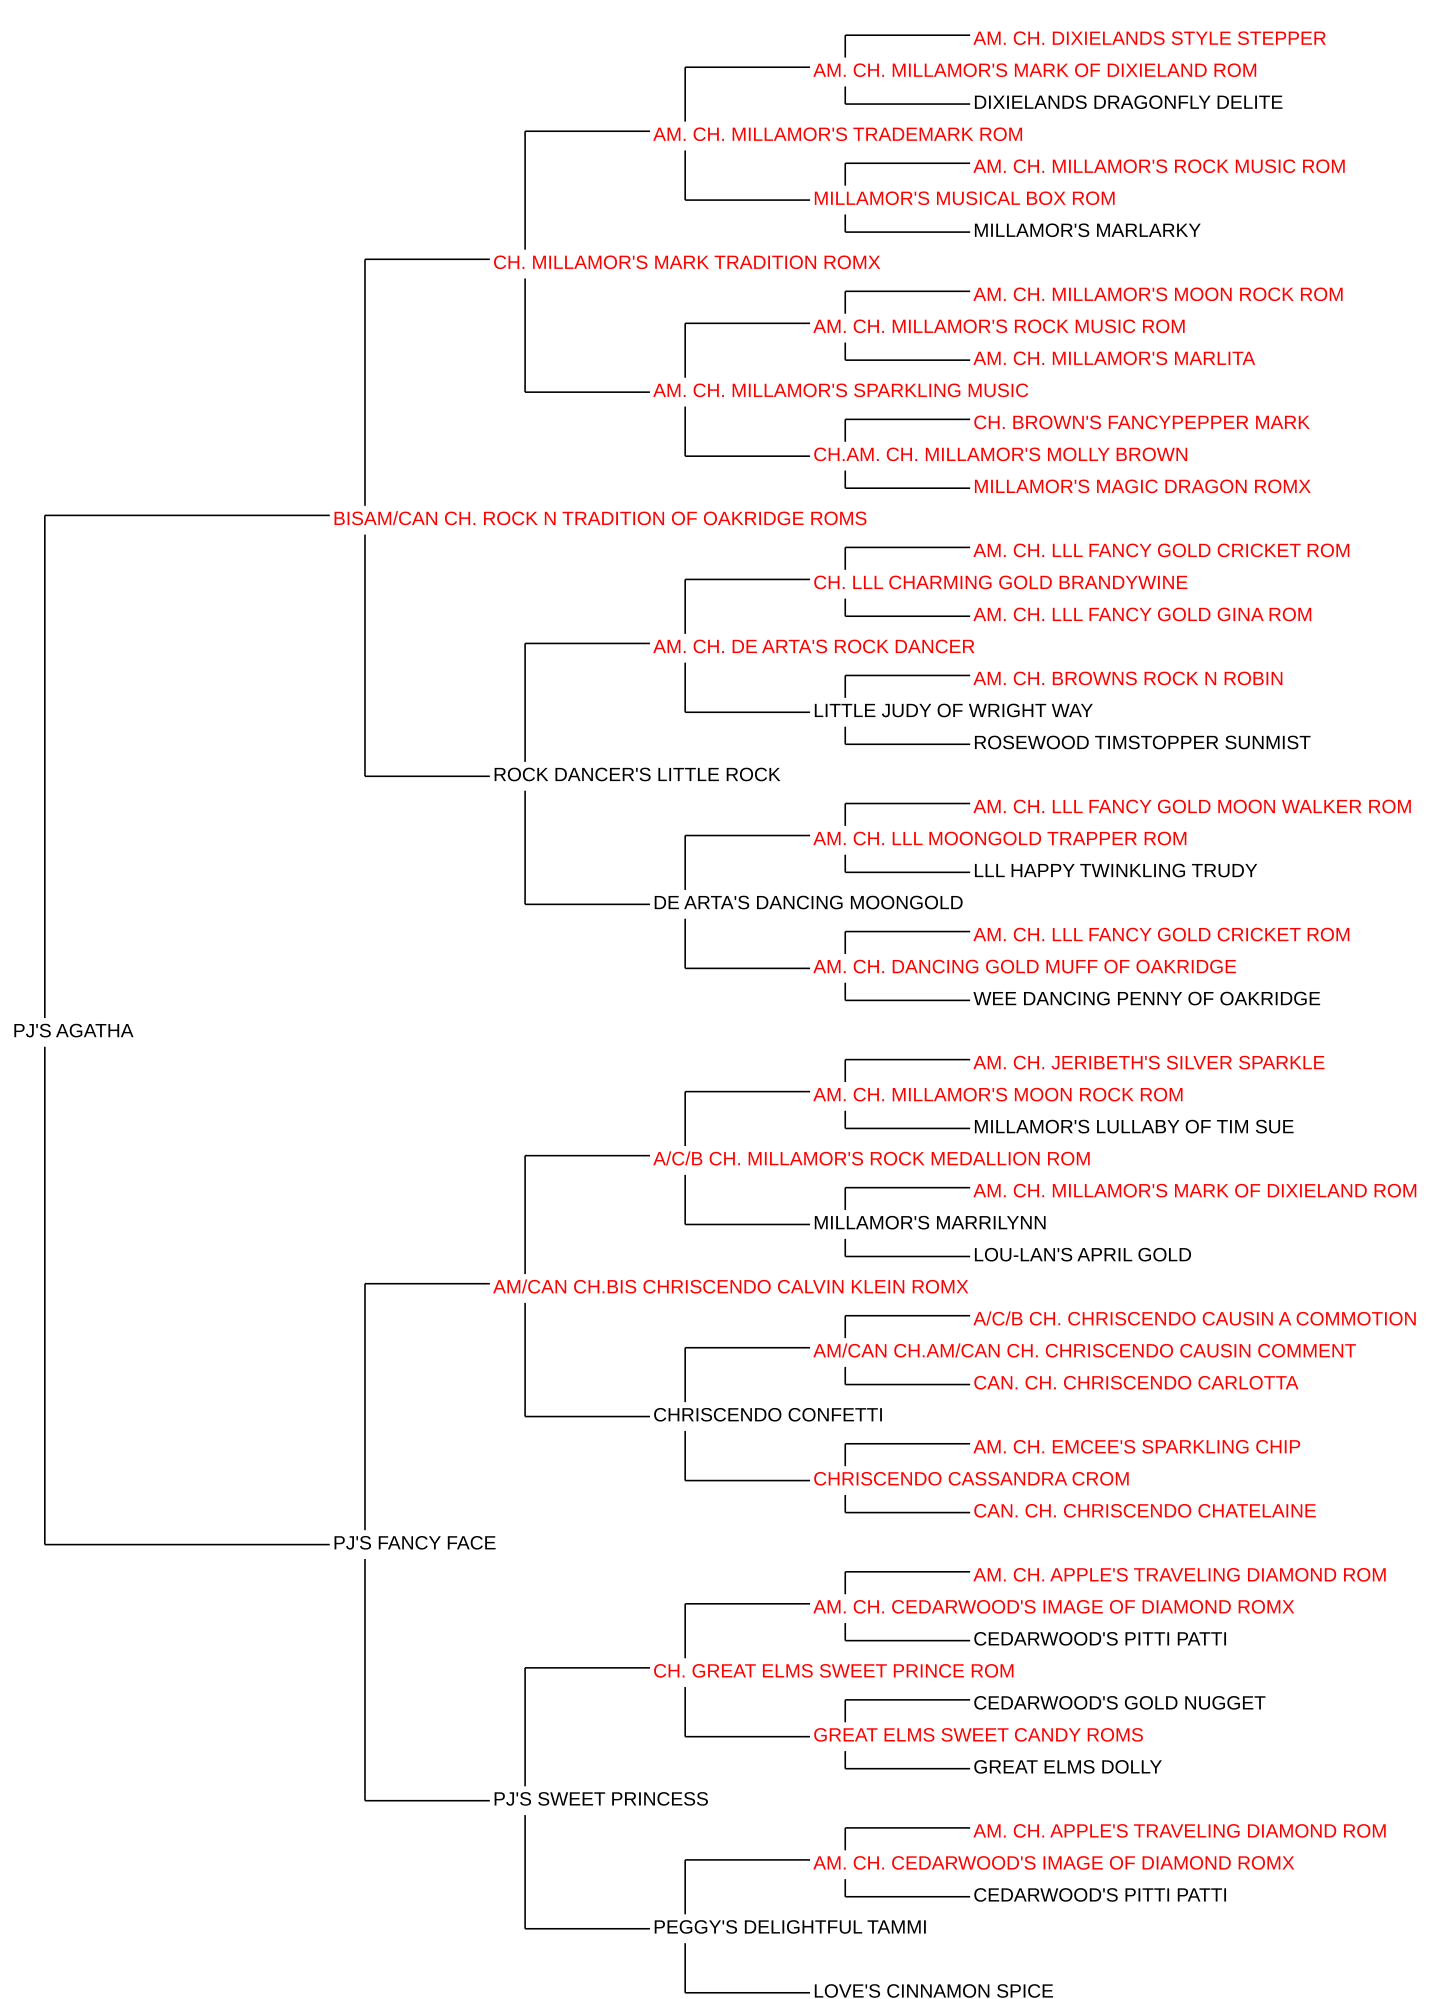 AM. CH. DIXIELANDS STYLE STEPPER
AM. CH. MILLAMOR'S MARK OF DIXIELAND ROM
DIXIELANDS DRAGONFLY DELITE
AM. CH. MILLAMOR'S TRADEMARK ROM
AM. CH. MILLAMOR'S ROCK MUSIC ROM
MILLAMOR'S MUSICAL BOX ROM
MILLAMOR'S MARLARKY
CH. MILLAMOR'S MARK TRADITION ROMX
AM. CH. MILLAMOR'S MOON ROCK ROM
AM. CH. MILLAMOR'S ROCK MUSIC ROM
AM. CH. MILLAMOR'S MARLITA
AM. CH. MILLAMOR'S SPARKLING MUSIC
CH. BROWN'S FANCYPEPPER MARK
CH.AM. CH. MILLAMOR'S MOLLY BROWN
MILLAMOR'S MAGIC DRAGON ROMX
BISAM/CAN CH. ROCK N TRADITION OF OAKRIDGE ROMS
AM. CH. LLL FANCY GOLD CRICKET ROM
CH. LLL CHARMING GOLD BRANDYWINE
AM. CH. LLL FANCY GOLD GINA ROM
AM. CH. DE ARTA'S ROCK DANCER
AM. CH. BROWNS ROCK N ROBIN
LITTLE JUDY OF WRIGHT WAY
ROSEWOOD TIMSTOPPER SUNMIST
ROCK DANCER'S LITTLE ROCK
AM. CH. LLL FANCY GOLD MOON WALKER ROM
AM. CH. LLL MOONGOLD TRAPPER ROM
LLL HAPPY TWINKLING TRUDY
DE ARTA'S DANCING MOONGOLD
AM. CH. LLL FANCY GOLD CRICKET ROM
AM. CH. DANCING GOLD MUFF OF OAKRIDGE
WEE DANCING PENNY OF OAKRIDGE
PJ'S AGATHA
AM. CH. JERIBETH'S SILVER SPARKLE
AM. CH. MILLAMOR'S MOON ROCK ROM
MILLAMOR'S LULLABY OF TIM SUE
A/C/B CH. MILLAMOR'S ROCK MEDALLION ROM
AM. CH. MILLAMOR'S MARK OF DIXIELAND ROM
MILLAMOR'S MARRILYNN
LOU-LAN'S APRIL GOLD
AM/CAN CH.BIS CHRISCENDO CALVIN KLEIN ROMX
A/C/B CH. CHRISCENDO CAUSIN A COMMOTION
AM/CAN CH.AM/CAN CH. CHRISCENDO CAUSIN COMMENT
CAN. CH. CHRISCENDO CARLOTTA
CHRISCENDO CONFETTI
AM. CH. EMCEE'S SPARKLING CHIP
CHRISCENDO CASSANDRA CROM
CAN. CH. CHRISCENDO CHATELAINE
PJ'S FANCY FACE
AM. CH. APPLE'S TRAVELING DIAMOND ROM
AM. CH. CEDARWOOD'S IMAGE OF DIAMOND ROMX
CEDARWOOD'S PITTI PATTI
CH. GREAT ELMS SWEET PRINCE ROM
CEDARWOOD'S GOLD NUGGET
GREAT ELMS SWEET CANDY ROMS
GREAT ELMS DOLLY
PJ'S SWEET PRINCESS
AM. CH. APPLE'S TRAVELING DIAMOND ROM
AM. CH. CEDARWOOD'S IMAGE OF DIAMOND ROMX
CEDARWOOD'S PITTI PATTI
PEGGY'S DELIGHTFUL TAMMI
LOVE'S CINNAMON SPICE